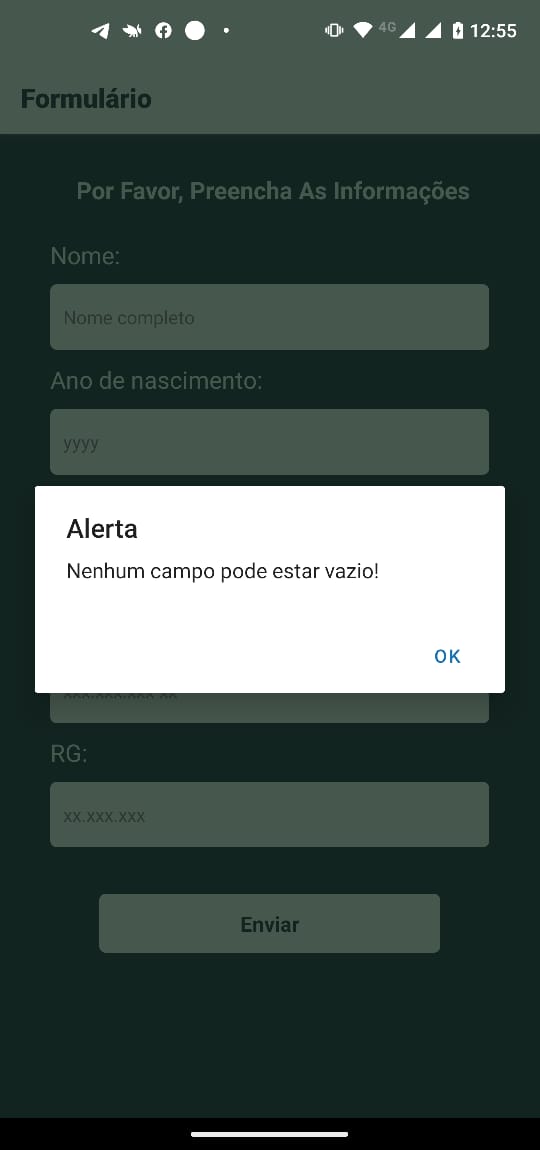 4G 12:55
Formulário
Por Favor, Preencha As Informações
Nome:
Nome completo
Ano de nascimento:
yyyy
Alerta
Nenhum campo pode estar vazio!
OK
RG:
xx.xxx.xxx
Enviar